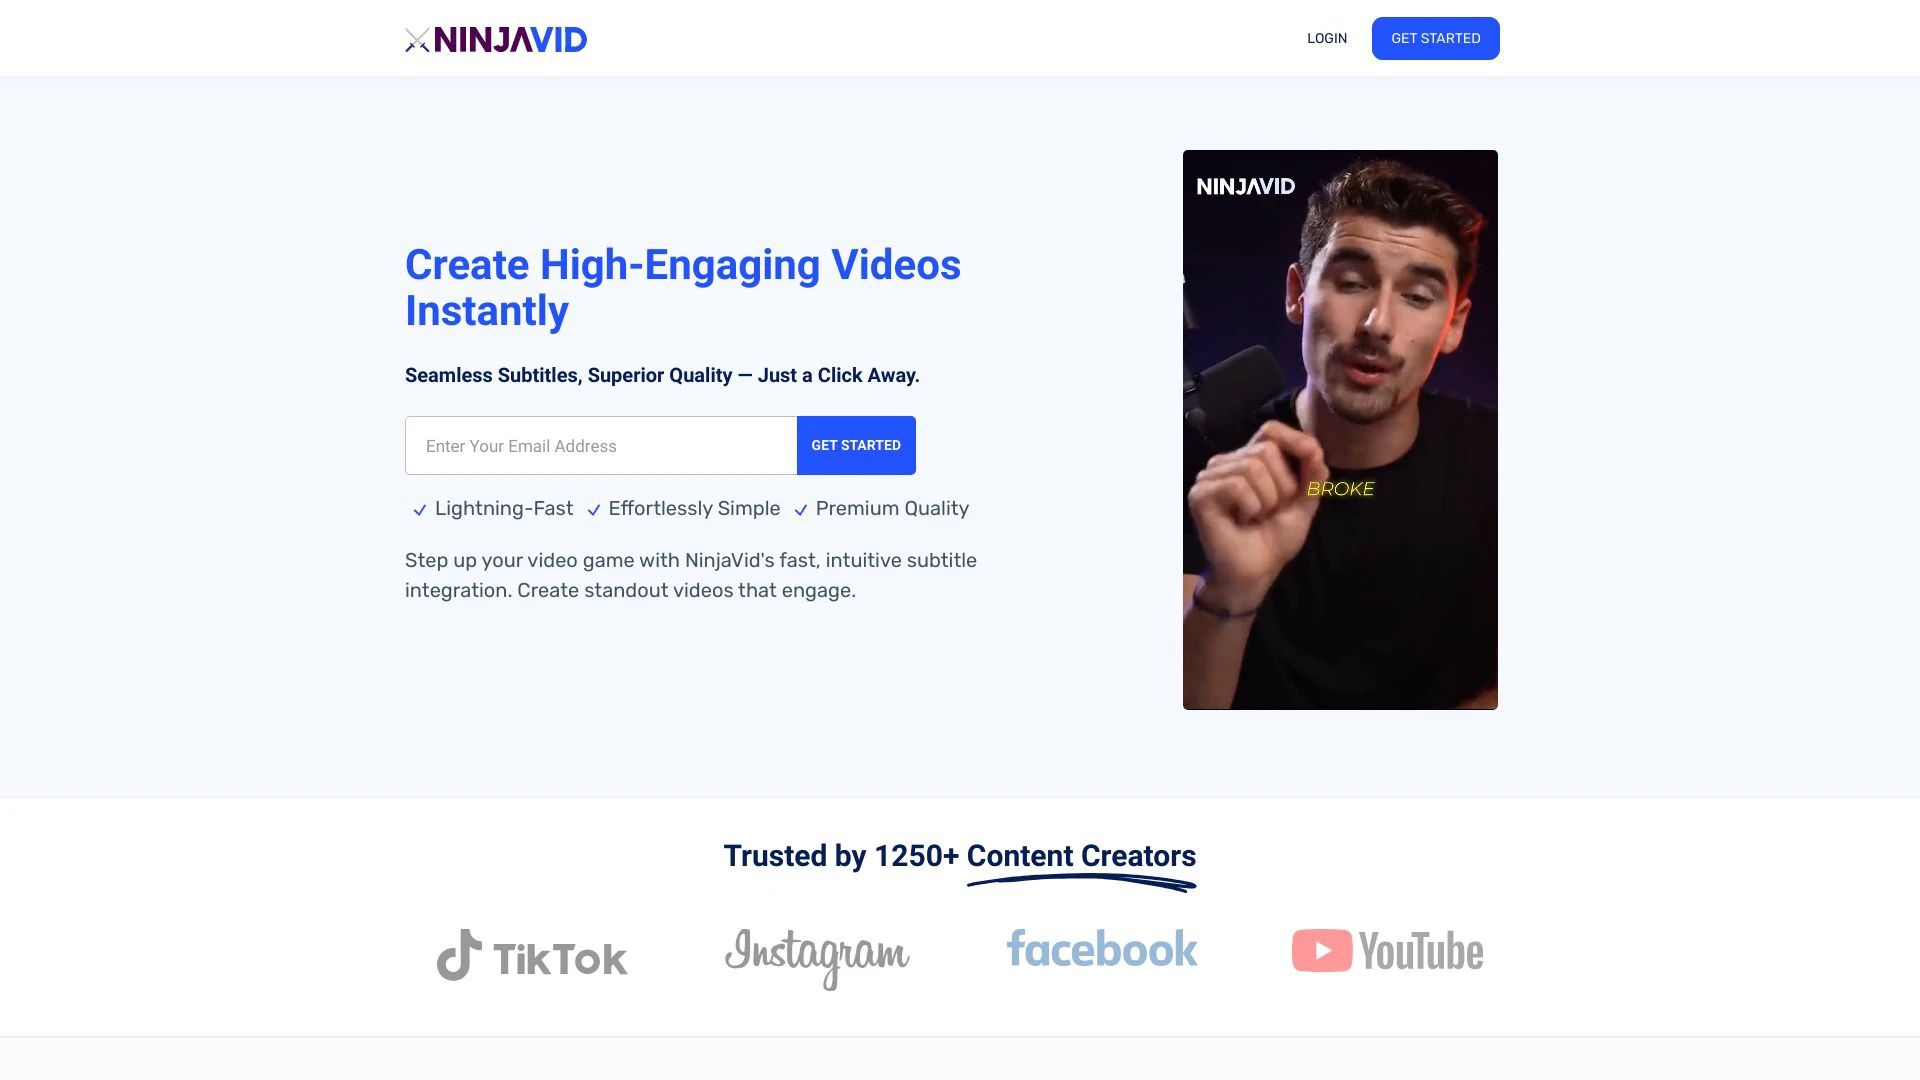 NINJAVID
LOGIN
GET STARTED
NINJAVID
Create High-Engaging Videos
Instantly
Seamless Subtitles, Superior Quality — Just a Click Away.
Enter Your Email Address
GET STARTED
Lightning-Fast
Effortlessly Simple
Premium Quality
BROKE
Step up your video game with NinjaVid's fast, intuitive subtitle
integration. Create standout videos that engage.
Trusted by 1250+ Content Creators
TikTok
Instagram
facebook
YouTube